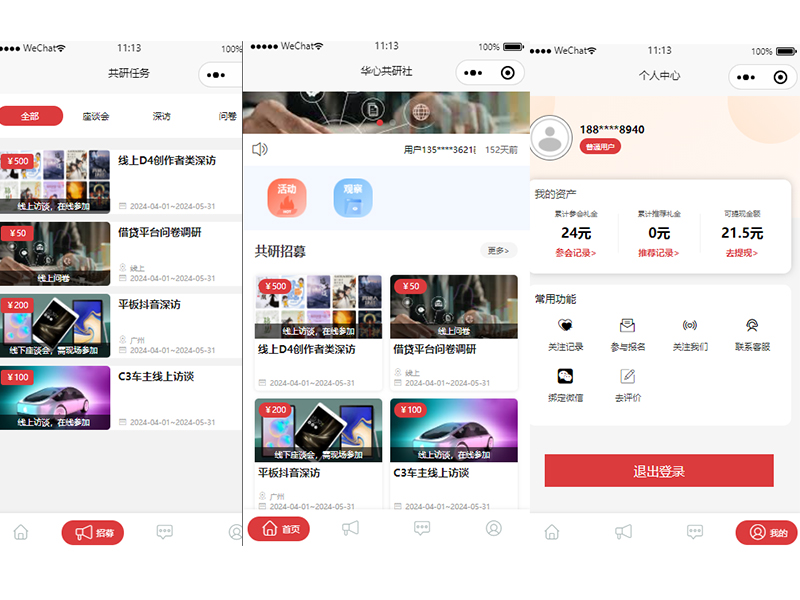 WeChat
11:13
100%
共研任务
全部
座谈会
深访
问卷
¥500
线上访谈，在线参加
线上D4创作者类深访
2024-04-01~2024-05-31
¥50
线上问卷
借贷平台问卷调研
线上
2024-04-01~2024-05-31
¥200
线下座谈会，需现场参加
平板抖音深访
广州
2024-04-01~2024-05-31
¥100
线上访谈，在线参加
C3车主线上访谈
2024-04-01~2024-05-31
招募
WeChat
11:13
100%
华心共研社
用户135****3621
152天前
活动
观察
共研招募
更多>
¥500
线上访谈，在线参加
线上D4创作者类深访
2024-04-01~2024-05-31
¥50
线上问卷
借贷平台问卷调研
线上
2024-04-01~2024-05-31
¥200
线下座谈会，需现场参加
平板抖音深访
广州
2024-04-01~2024-05-31
¥100
线上访谈，在线参加
C3车主线上访谈
2024-04-01~2024-05-31
首页
WeChat
11:13
100%
个人中心
188****8940
普通用户
我的资产
累计参会礼金
累计推荐礼金
可提现金额
24元
0元
21.5元
参会记录>
推荐记录>
去提现>
常用功能
关注记录
参与报名
关注我们
联系客服
绑定微信
去评价
退出登录
我的